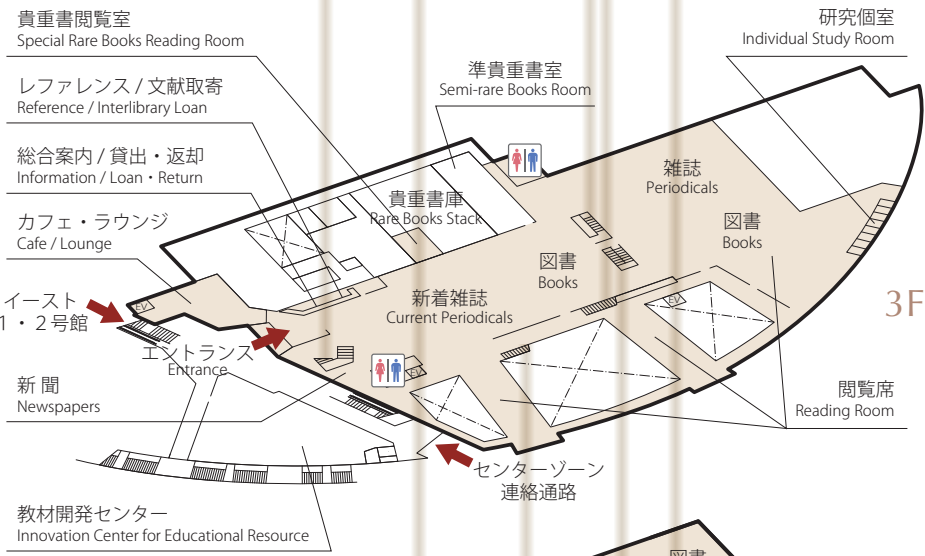 貴重書閲覧室
Special Rare Books Reading Room
研究個室
Individual Study Room
準貴重書室
Semi-rare Books Room
レファレンス / 文献取寄
Reference / Interlibrary Loan
総合案内 / 貸出・返却
Information / Loan・Return
雑誌
Periodicals
貴重書庫
Rare Books Stack
カフェ・ラウンジ
Cafe / Lounge
図書
Books
図書
Books
イースト
1・2号館
EV
新着雑誌
Current Periodicals
EV
3F
エントランス
Entrance
EV
新 聞
Newspapers
閲覧席
Reading Room
センターゾーン
連絡通路
教材開発センター
Innovation Center for Educational Resource
図書